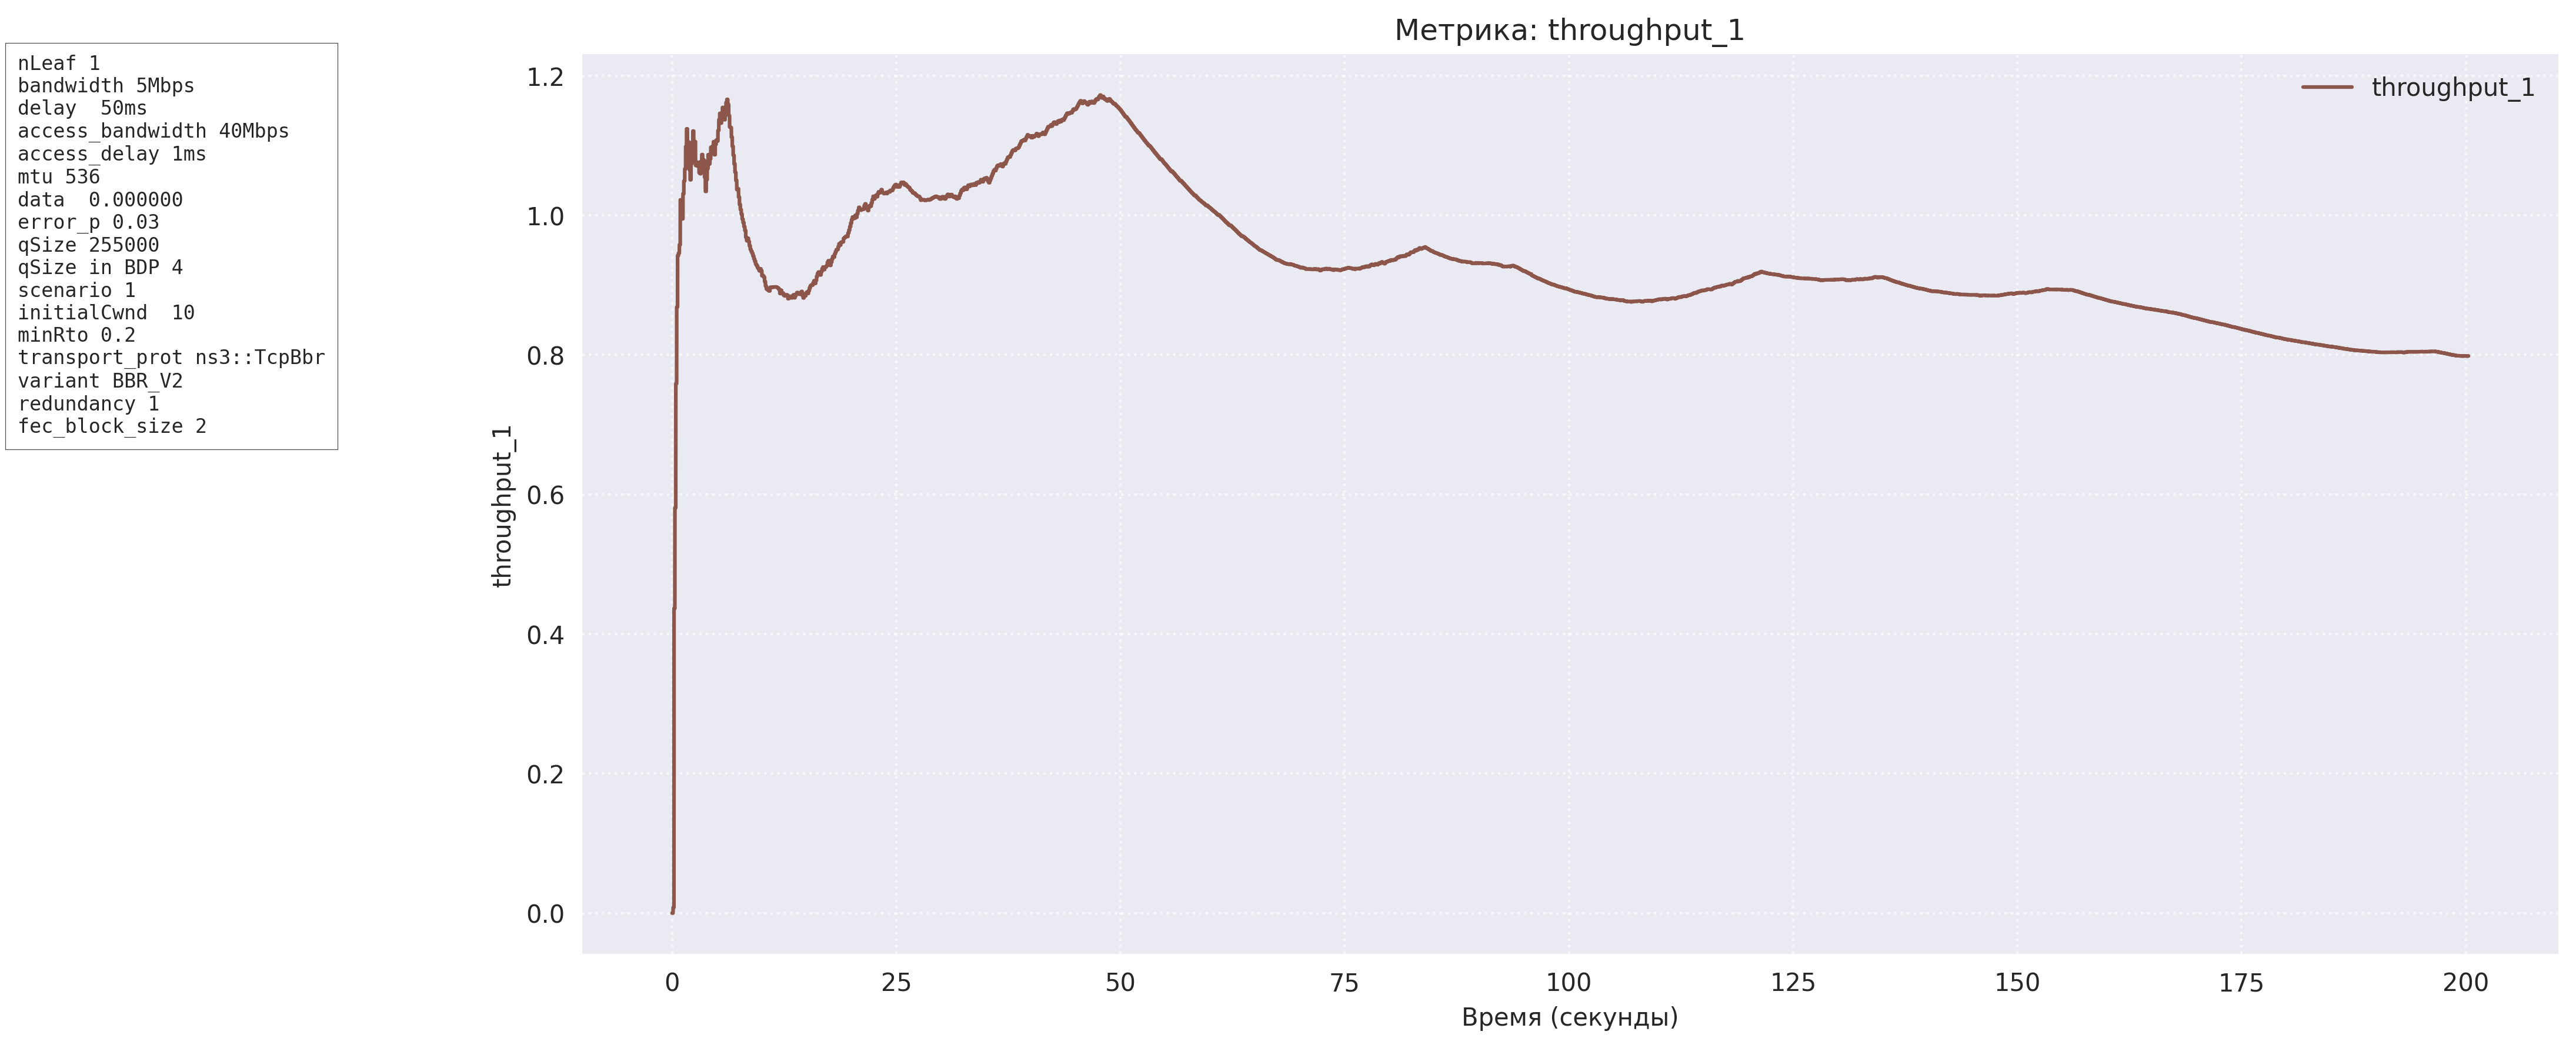 Метрика: throughput_1
nLeaf 1
bandwidth 5Mbps
delay  50ms
access_bandwidth 40Mbps
access_delay 1ms
mtu 536
data  0.000000
error_p 0.03
qSize 255000
qSize in BDP 4
scenario 1
initialCwnd  10
minRto 0.2
transport_prot ns3::TcpBbr
variant BBR_V2
redundancy 1
fec_block_size 2
throughput_1
throughput_1
1.2
1.0
0.8
0.6
0.4
0.2
0.0
0 25 50 75 100 125 150 175 200
Время (секунды)